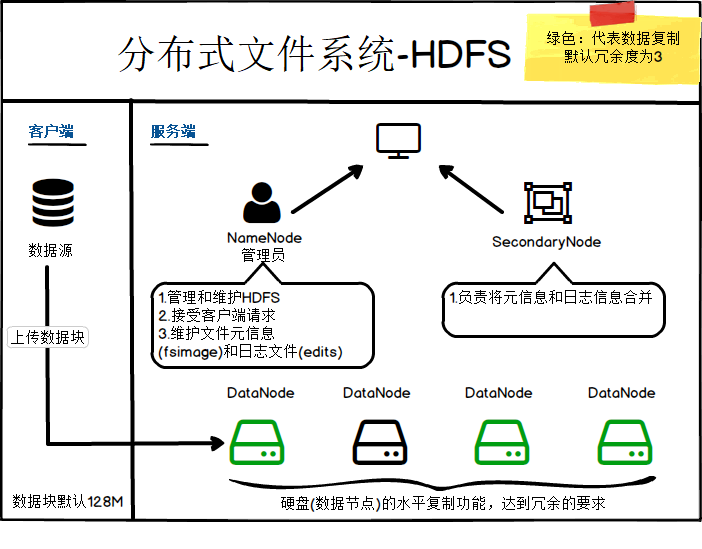 分布式文件系统-HDFS
绿色：代表数据复制
默认冗余度为3
客户端
服务端
数据源
NameNode
管理员
SecondaryNode
1.管理和维护HDFS
2.接受客户端请求
3.维护文件元信息
(fsimage)和日志文件(edits)
1.负责将元信息和日志信息合并
上传数据块
DataNode
DataNode
DataNode
DataNode
数据块默认128M
硬盘(数据节点)的水平复制功能，达到冗余的要求